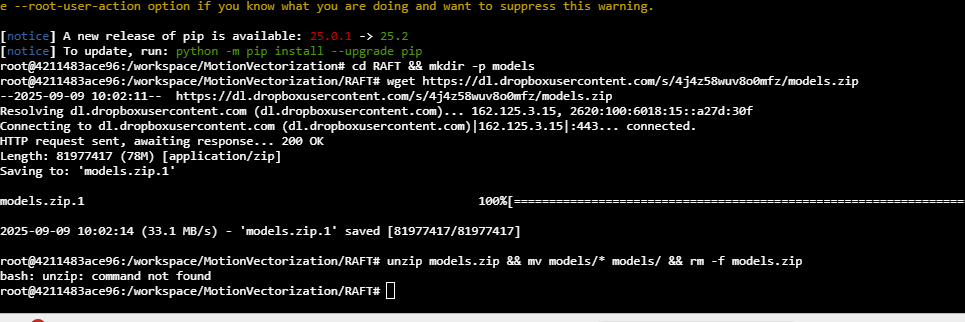 e --root-user-action option if you know what you are doing and want to suppress this warning.
[notice] A new release of pip is available: 25.0.1 -> 25.2
[notice] To update, run: python -m pip install --upgrade pip
root@4211483ace96:/workspace/MotionVectorization# cd RAFT && mkdir -p models
root@4211483ace96:/workspace/MotionVectorization/RAFT# wget https://dl.dropboxusercontent.com/s/4j4z58wuv8o0mfz/models.zip
--2025-09-09 10:02:11--  https://dl.dropboxusercontent.com/s/4j4z58wuv8o0mfz/models.zip
Resolving dl.dropboxusercontent.com (dl.dropboxusercontent.com)... 162.125.3.15, 2620:100:6018:15::a27d:30f
Connecting to dl.dropboxusercontent.com (dl.dropboxusercontent.com)|162.125.3.15|:443... connected.
HTTP request sent, awaiting response... 200 OK
Length: 81977417 (78M) [application/zip]
Saving to: 'models.zip.1'
models.zip.1 100%[=================================================================
2025-09-09 10:02:14 (33.1 MB/s) - 'models.zip.1' saved [81977417/81977417]
root@4211483ace96:/workspace/MotionVectorization/RAFT# unzip models.zip && mv models/* models/ && rm -f models.zip
bash: unzip: command not found
root@4211483ace96:/workspace/MotionVectorization/RAFT#